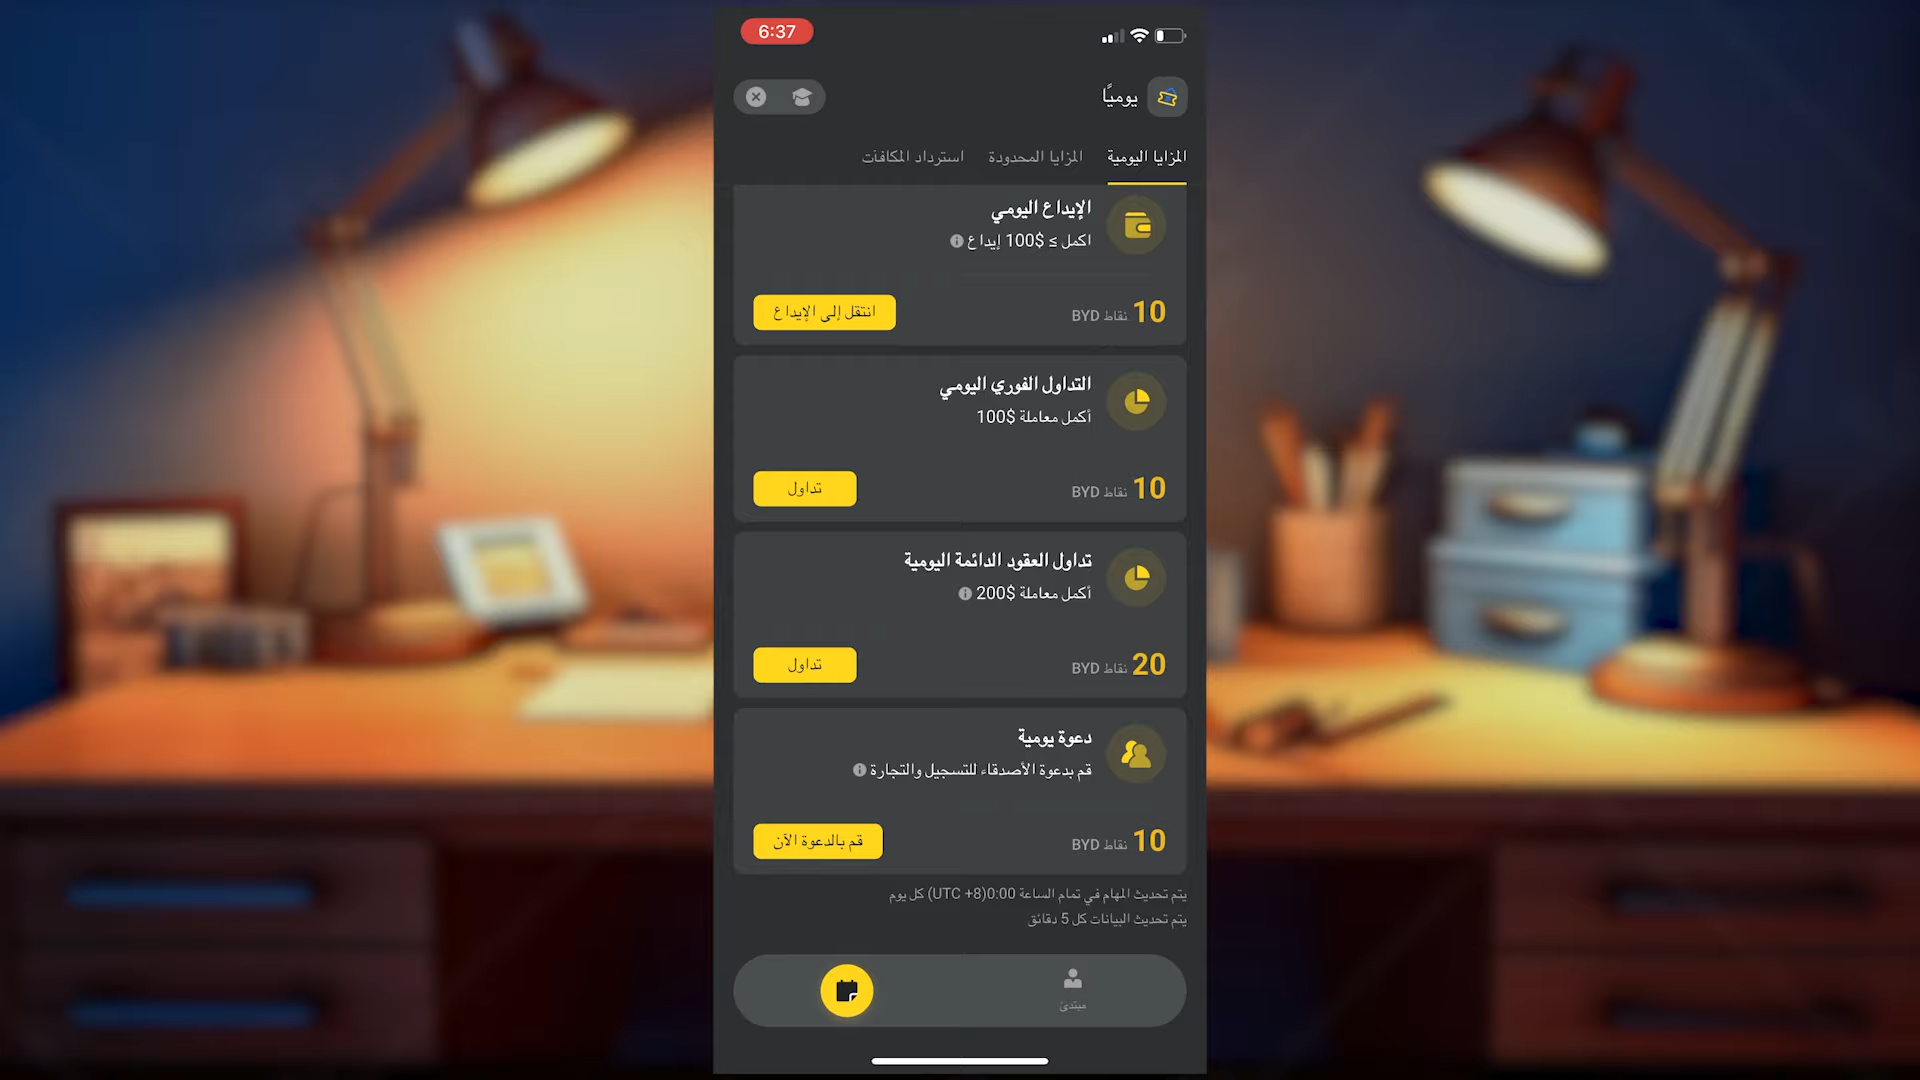 6:37
يوميًا
المزايا اليومية
المزايا المحدودة
استرداد المكافآت
الإيداع اليومي
اكمل ≥ $100 إيداع
10 نقاط BYD
انتقل إلى الإيداع
التداول الفوري اليومي
أكمل معاملة $100
10 نقاط BYD
تداول
تداول العقود الدائمة اليومية
أكمل معاملة $200
20 نقاط BYD
تداول
دعوة يومية
قم بدعوة الأصدقاء للتسجيل والتجارة
10 نقاط BYD
قم بالدعوة الآن
يتم تحديث المهام في تمام الساعة 0:00(UTC +8) كل يوم
يتم تحديث البيانات كل 5 دقائق
مبتدئ